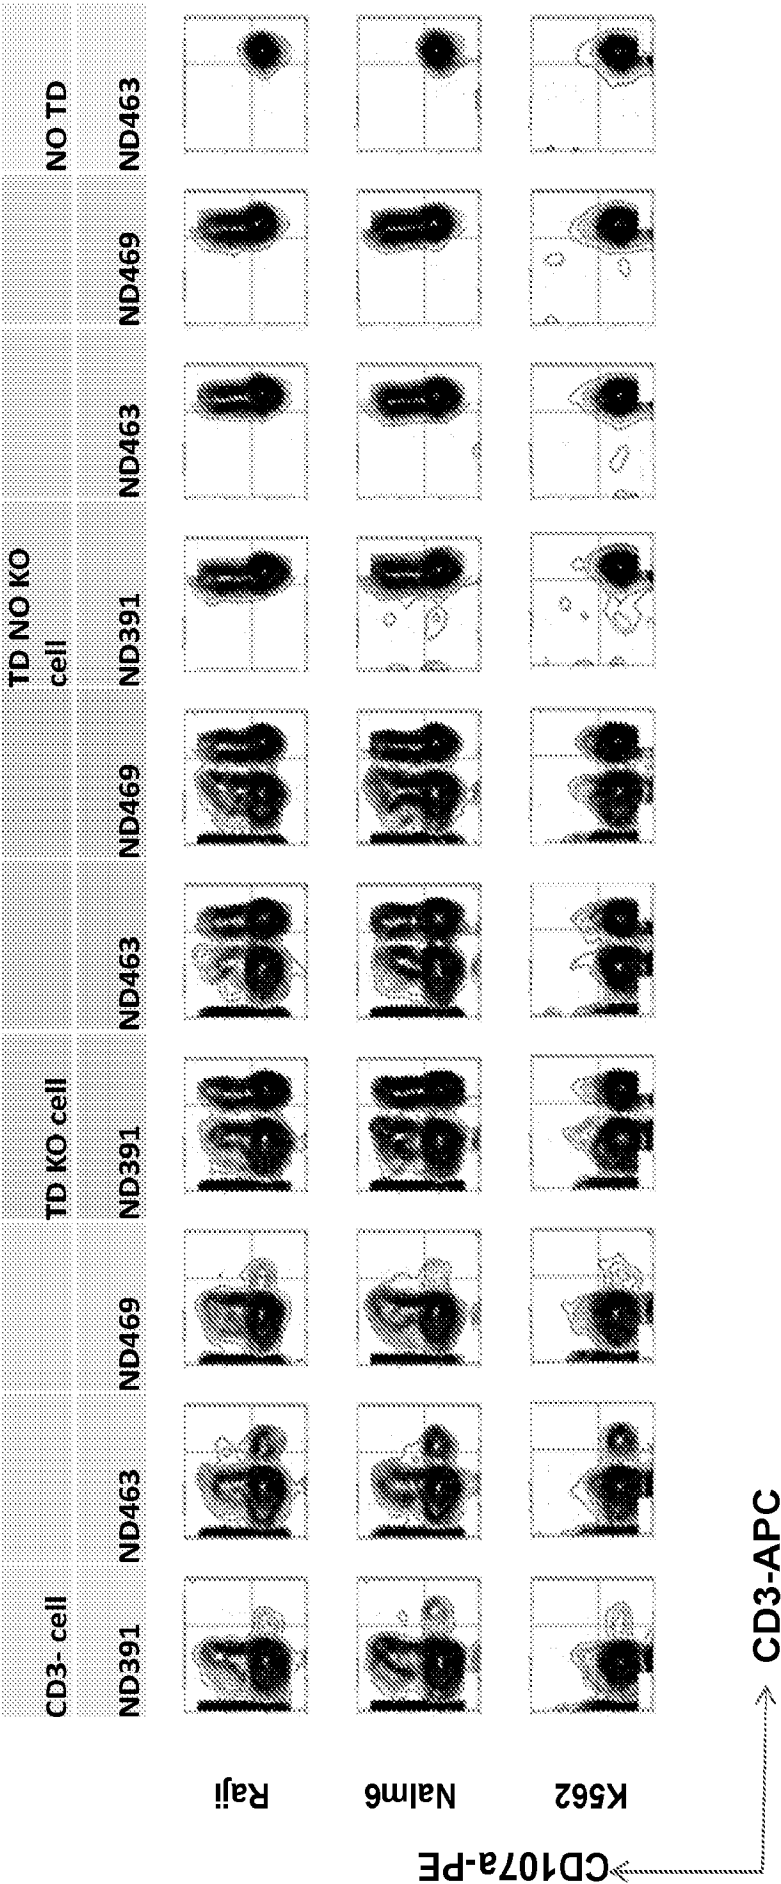 CD3- cell
TD KO cell
TD NO KO
cell
NO TD
ND391
ND463
ND469
ND391
ND463
ND469
ND391
ND463
ND469
ND463
Raji
Nalm6
K562
CD107a-PE
CD3-APC